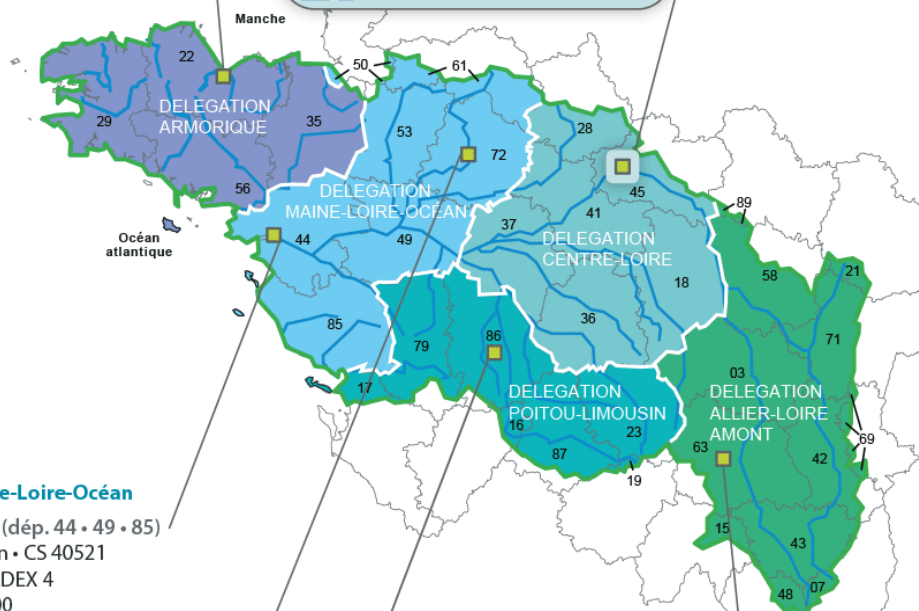 Manche
50
61
22
DELEGATION
ARMORIQUE
29
35
53
72
28
56
DELEGATION
MAINE-LOIRE-OCÉAN
45
89
41
37
Océan
atlantique
44
49
DELEGATION
CENTRE-LOIRE
58
21
18
36
85
79
86
71
03
17
DELEGATION
POITOU-LIMOUSIN
DELEGATION
ALLIER-LOIRE
AMONT
16
23
87
19
63
42
69
15
43
48
07
e-Loire-Océan
(dép. 44 • 49 • 85)
n • CS 40521
DEX 4
00